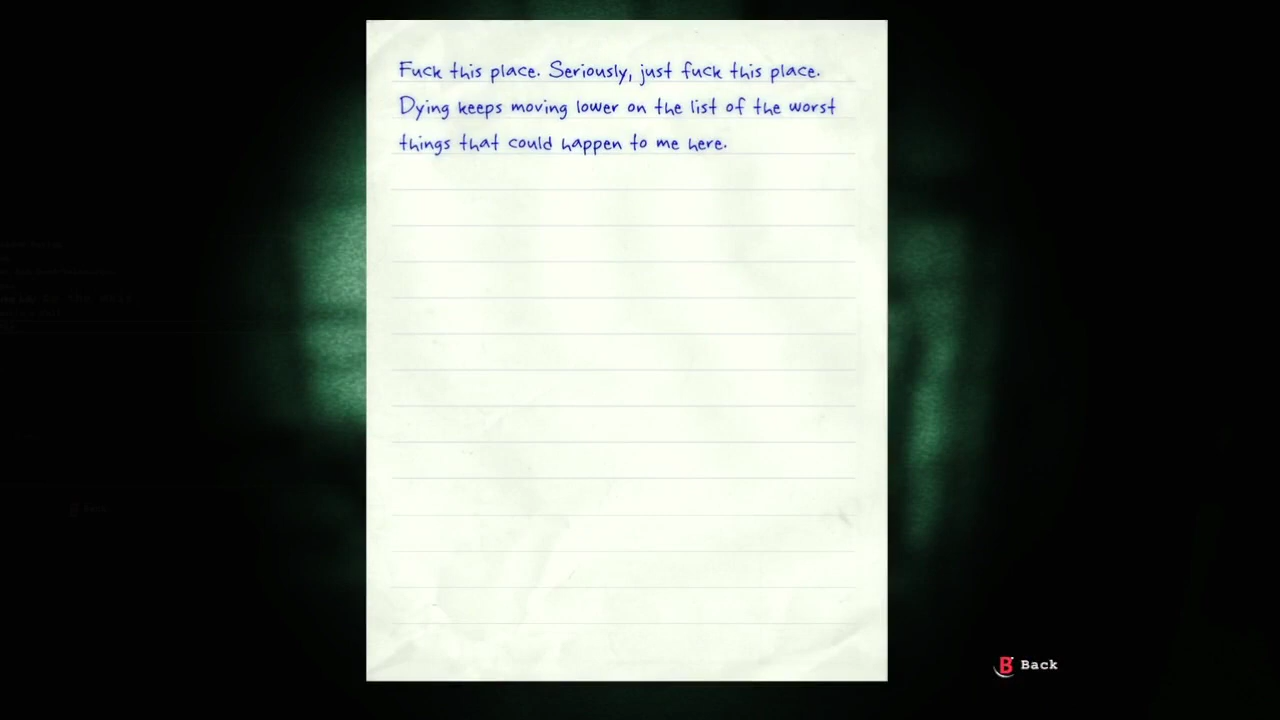 Fuck this place. Seriously, just fuck this place.
Dying keeps moving lower on the list of the worst
things that could happen to me here.
B Back